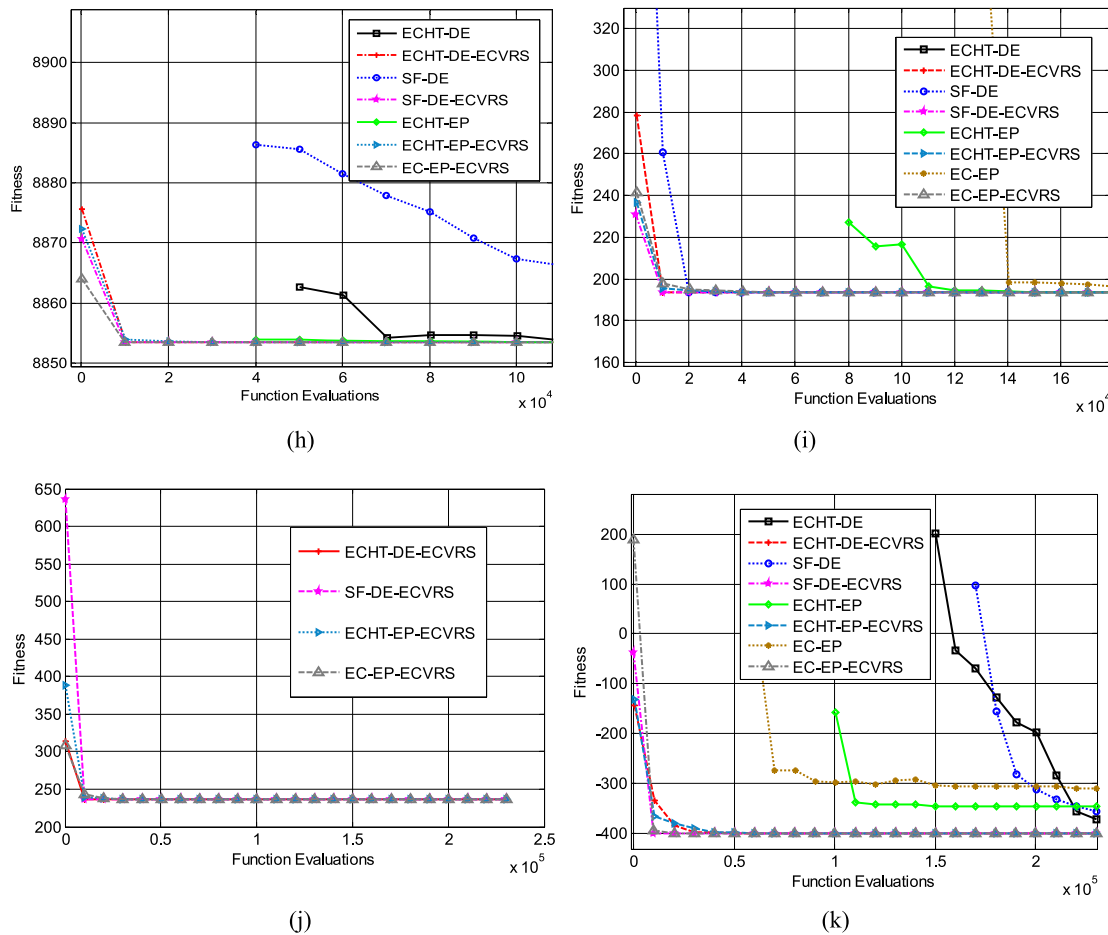 8900
8890
8880
8870
8860
8850
Fitness
0
2
4
6
8
10
x 10^4
Function Evaluations
ECHT-DE
ECHT-DE-ECVRS
SF-DE
SF-DE-ECVRS
ECHT-EP
ECHT-EP-ECVRS
EC-EP-ECVRS
(h)
320
300
280
260
240
220
200
180
160
Fitness
0
2
4
6
8
10
12
14
16
x 10^4
Function Evaluations
ECHT-DE
ECHT-DE-ECVRS
SF-DE
SF-DE-ECVRS
ECHT-EP
ECHT-EP-ECVRS
EC-EP
EC-EP-ECVRS
(i)
650
600
550
500
450
400
350
300
250
200
Fitness
0
0.5
1
1.5
2
2.5
x 10^5
Function Evaluations
ECHT-DE-ECVRS
SF-DE-ECVRS
ECHT-EP-ECVRS
EC-EP-ECVRS
(j)
200
100
0
-100
-200
-300
-400
Fitness
0
0.5
1
1.5
2
x 10^5
Function Evaluations
ECHT-DE
ECHT-DE-ECVRS
SF-DE
SF-DE-ECVRS
ECHT-EP
ECHT-EP-ECVRS
EC-EP
EC-EP-ECVRS
(k)